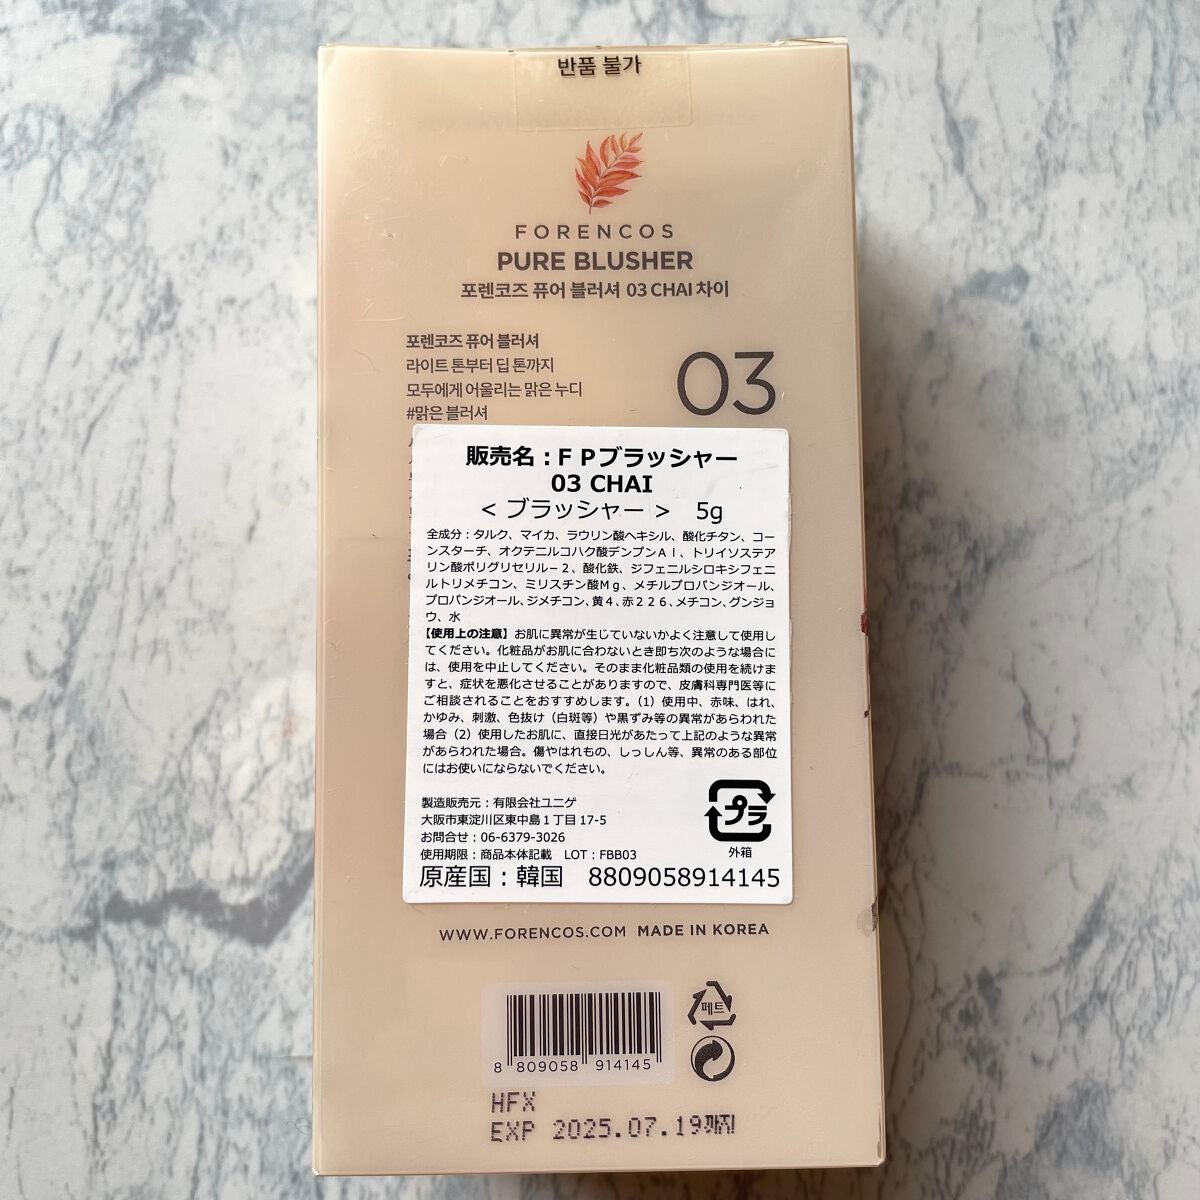 반품 불가
FORENCOS
PURE BLUSHER
포렌코즈 퓨어 블러셔 03 CHAI 차이
포렌코즈 퓨어 블러셔
라이트 톤부터 딥 톤까지
모두에게 어울리는 맑은 누디
#맑은 블러셔
03
販売名：ＦＰブラッシャー
03 CHAI
＜ ブラッシャー ＞　5g
全成分：タルク、マイカ、ラウリン酸ヘキシル、酸化チタン、コー
ンスターチ、オクテニルコハク酸デンプンＡｌ、トリイソステア
リン酸ポリグリセリル－２、酸化鉄、ジフェニルシロキシフェニ
ルトリメチコン、ミリスチン酸Ｍｇ、メチルプロパンジオール、
プロパンジオール、ジメチコン、黄４、赤２２６、メチコン、グンジョ
ウ、水
【使用上の注意】お肌に異常が生じていないかよく注意して使用し
てください。化粧品がお肌に合わないとき即ち次のような場合に
は、使用を中止してください。そのまま化粧品類の使用を続けま
すと、症状を悪化させることがありますので、皮膚科専門医等に
ご相談されることをおすすめします。（1）使用中、赤味、はれ、
かゆみ、刺激、色抜け（白斑等）や黒ずみ等の異常があらわれた
場合（2）使用したお肌に、直接日光があたって上記のような異常
があらわれた場合。傷やはれもの、しっしん等、異常のある部位
にはお使いにならないでください。
製造販売元：有限会社ユニゲ
大阪市東淀川区東中島１丁目17-5
お問合せ：06-6379-3026
使用期限：商品本体記載　LOT：FBB03
プラ
外箱
原産国：韓国　8809058914145
WWW.FORENCOS.COM MADE IN KOREA
페트
8 809058 914145
HFX
EXP 2025.07.19까지